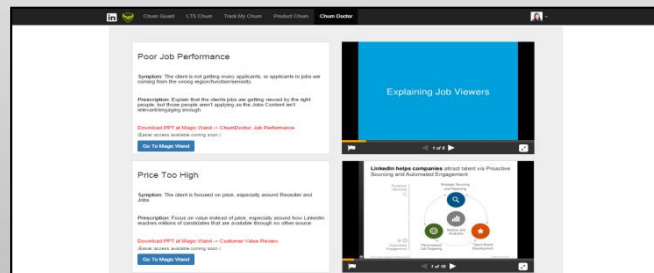 in
Churn Guard LTS Churn Track My Churn Product Churn Churn Doctor
Poor Job Performance
Symptom: The client is not getting many applicants, or applicants to jobs are
coming from the wrong region/function/seniority.
Prescription: Explain that the clients jobs are getting viewed by the right
people, but those people aren't applying as the Jobs Content isn't
relevant/engaging enough.
Download PPT at Magic Wand -> ChurnDoctor: Job Performance
(Easier access available coming soon.)
Go To Magic Wand
Explaining Job Viewers
1 of 8
Price Too High
Symptom: The client is focused on price, especially around Recruiter and
Jobs.
Prescription: Focus on value instead of price, especially around how LinkedIn
reaches millions of candidates that are available through no other source.
Download PPT at Magic Wand -> Customer Value Review
(Easier access available coming soon.)
Go To Magic Wand
LinkedIn helps companies attract talent via Proactive
Sourcing and Automated Engagement
1 of 15